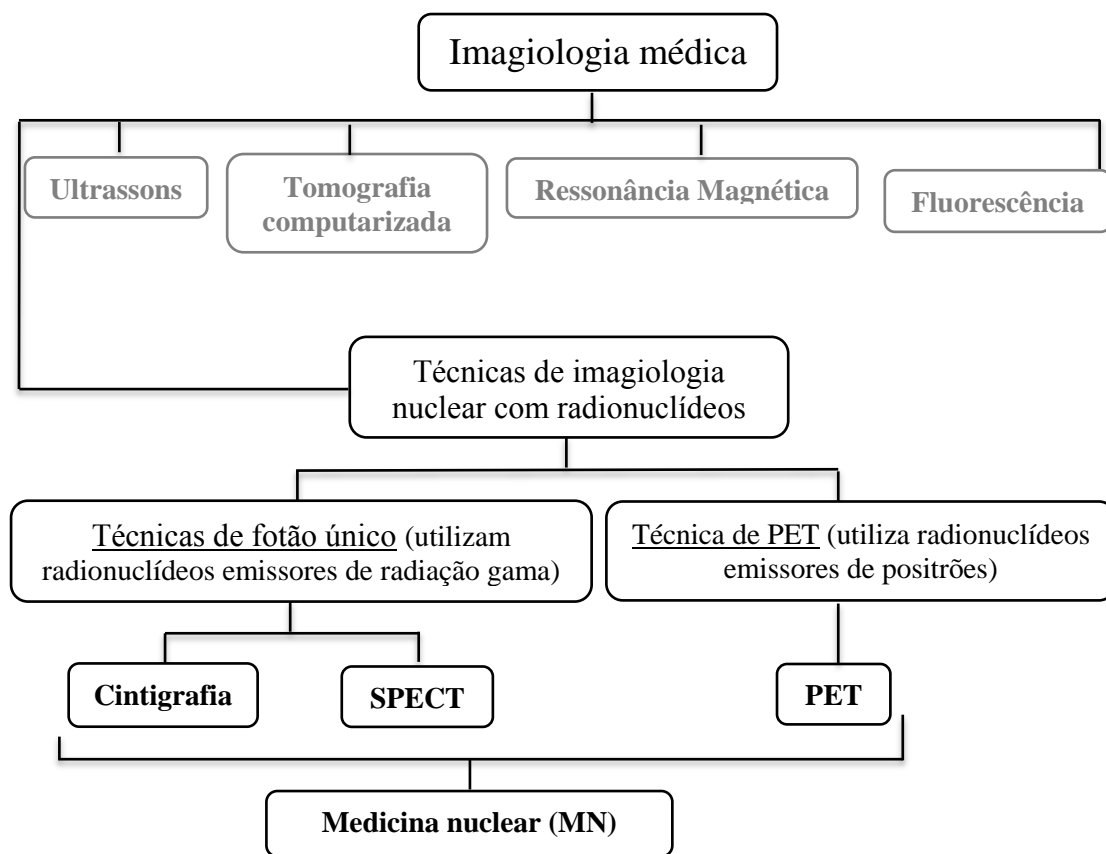 Imagiologia médica
Ultrassons
Tomografia
computarizada
Ressonância Magnética
Fluorescência
Técnicas de imagiologia
nuclear com radionuclídeos
Técnicas de fotão único (utilizam
radionuclídeos emissores de radiação gama)
Técnica de PET (utiliza radionuclídeos
emissores de positrões)
Cintigrafia
SPECT
PET
Medicina nuclear (MN)